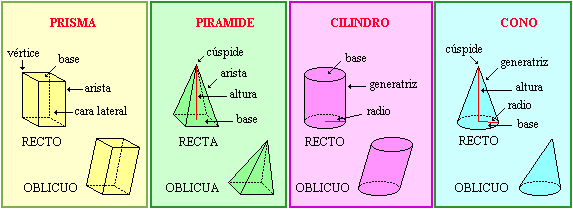 PRISMA
vértice
base
arista
cara lateral
RECTO
OBLICUO
PIRAMIDE
cúspide
arista
altura
base
RECTA
OBLICUA
CILINDRO
base
generatriz
radio
RECTO
OBLICUO
CONO
cúspide
generatriz
altura
radio
base
RECTO
OBLICUO